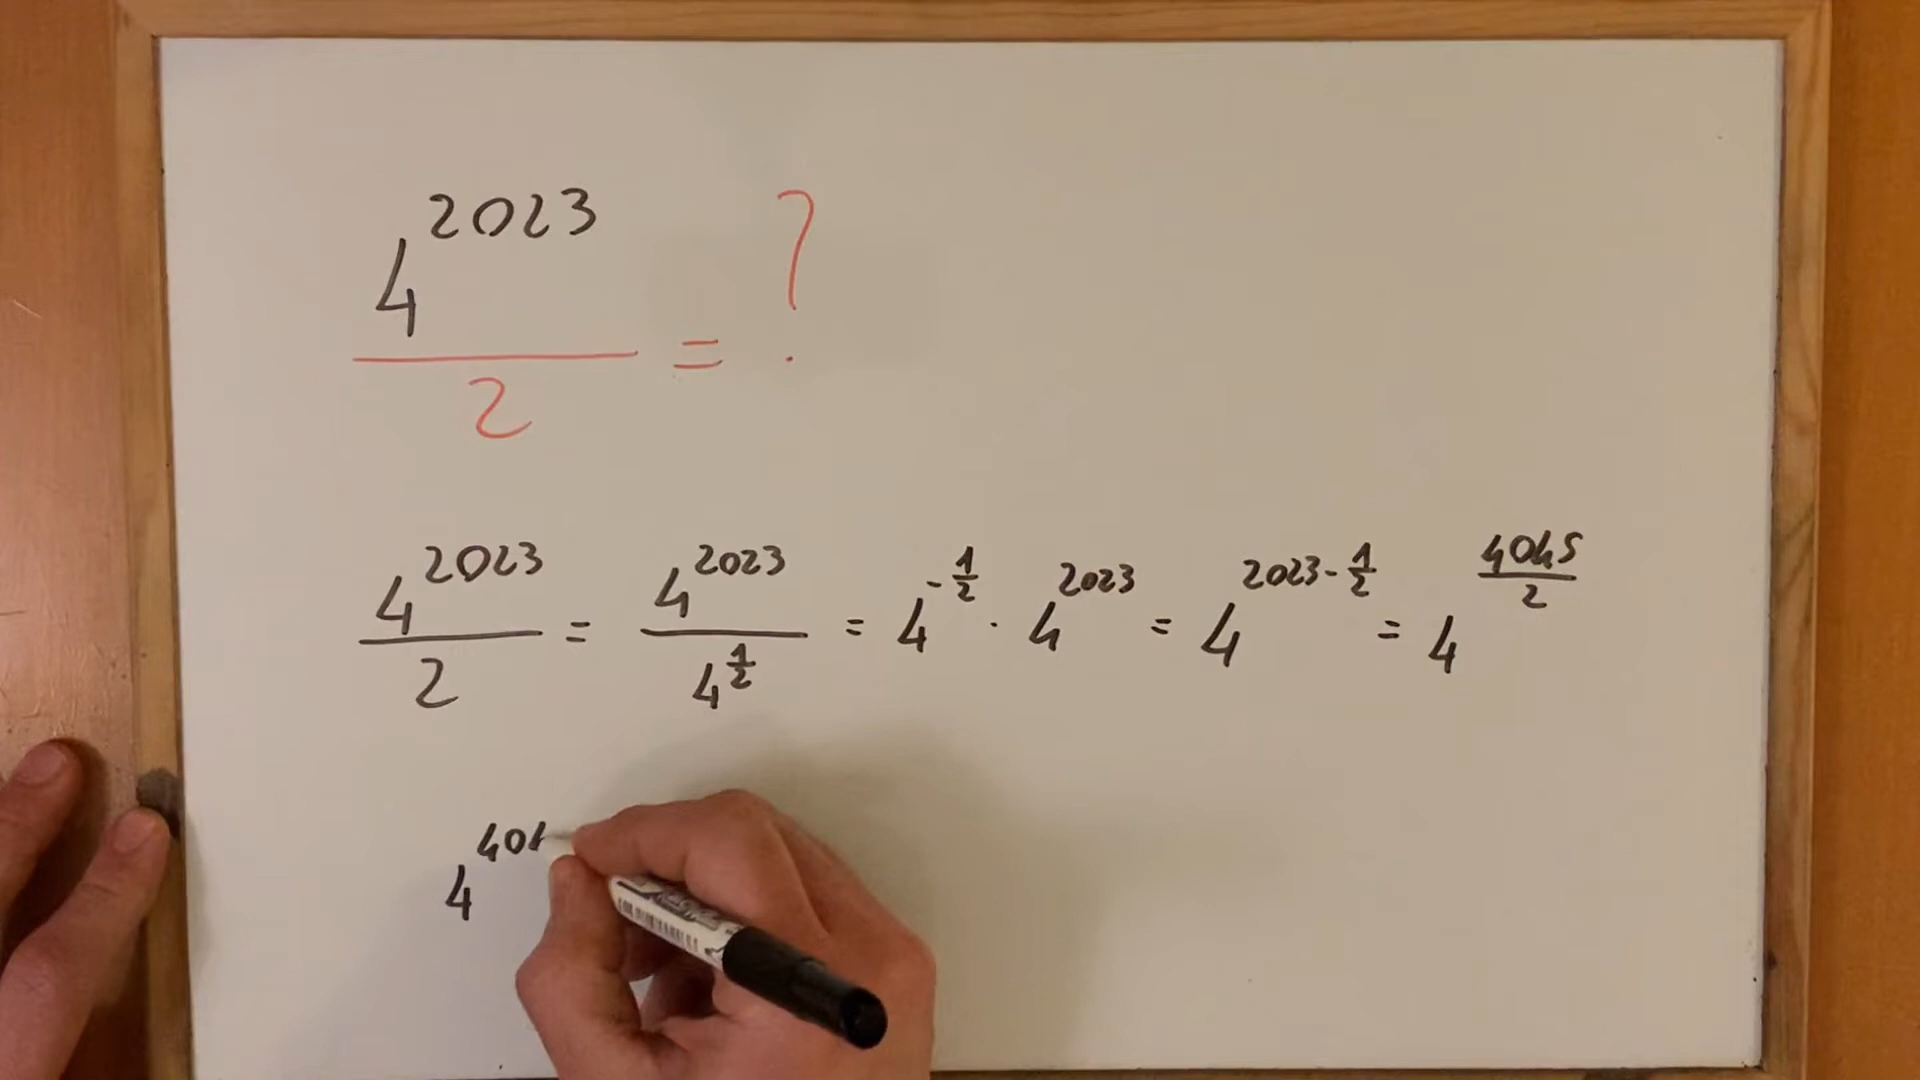 4^2023 / 2 = ?
4^2023 / 2 = 4^2023 / 4^(1/2) = 4^(-1/2) · 4^2023 = 4^(2023-1/2) = 4^(4045/2)
4^404